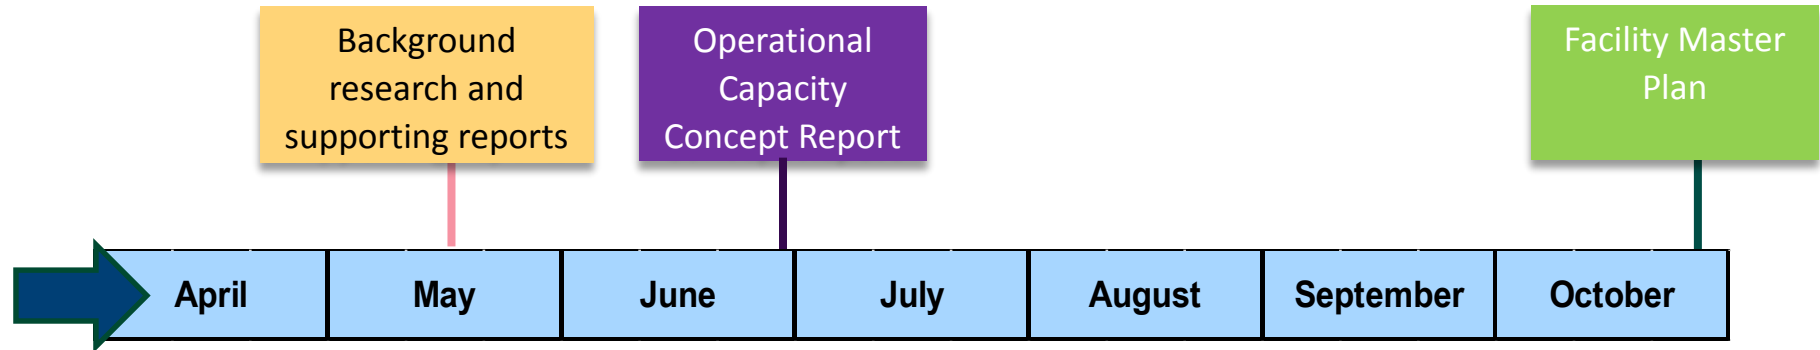 Background
research and
supporting reports
Operational
Capacity
Concept Report
Facility Master
Plan
April
May
June
July
August
September
October